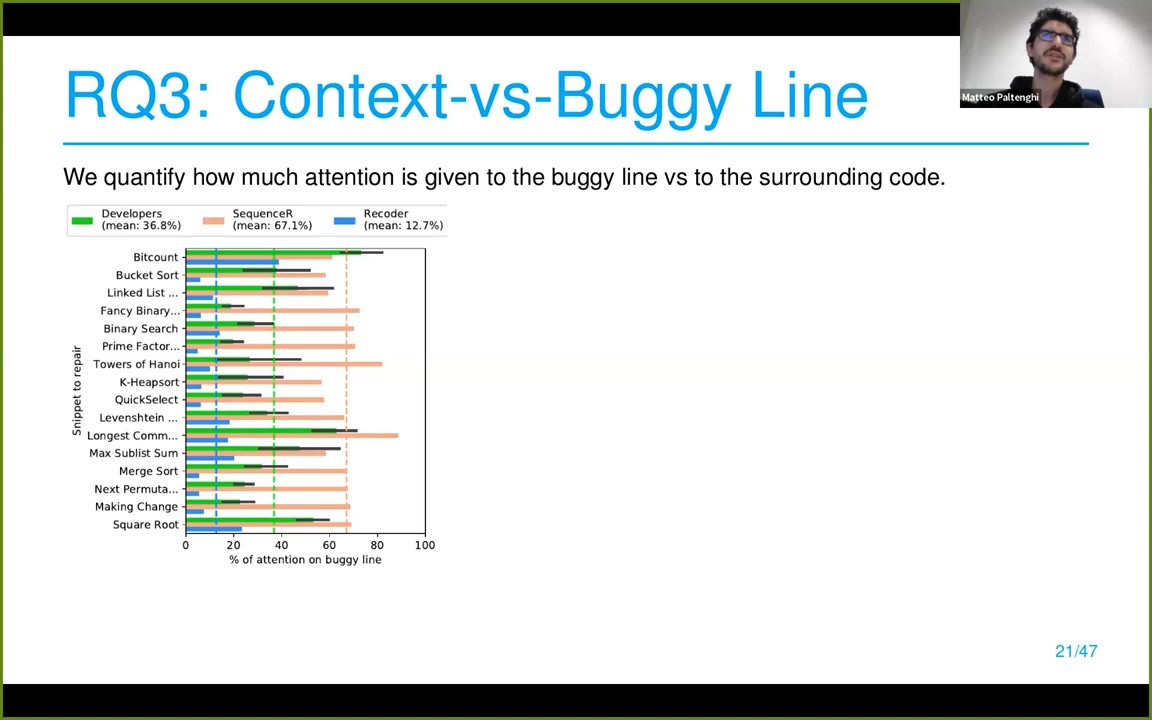 RQ3: Context-vs-Buggy Line
Matteo Paltenghi
We quantify how much attention is given to the buggy line vs to the surrounding code.
Developers
(mean: 36.8%)
SequenceR
(mean: 67.1%)
Recoder
(mean: 12.7%)
Snippet to repair
Bitcount
Bucket Sort
Linked List ...
Fancy Binary...
Binary Search
Prime Factor...
Towers of Hanoi
K-Heapsort
QuickSelect
Levenshtein ...
Longest Comm...
Max Sublist Sum
Merge Sort
Next Permuta...
Making Change
Square Root
0 20 40 60 80 100
% of attention on buggy line
21/47